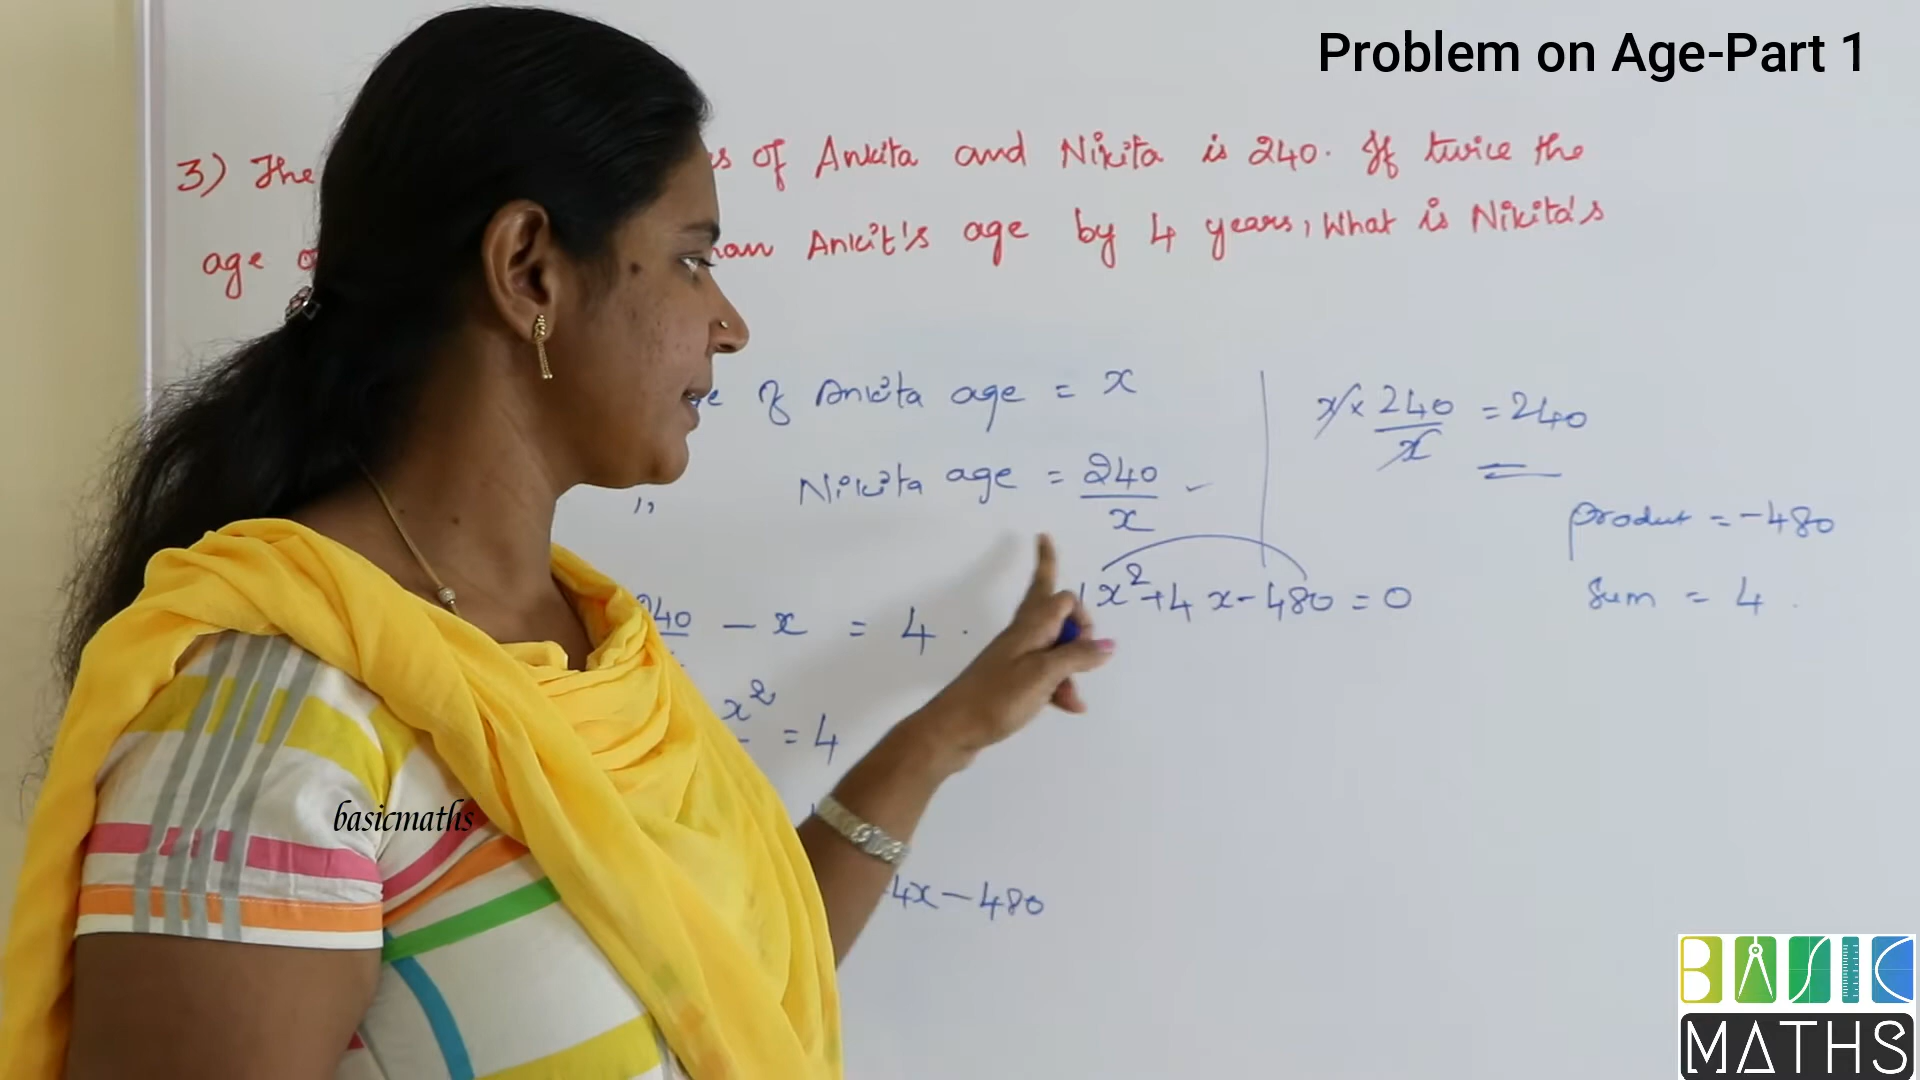 Problem on Age-Part 1
3) The s of Ankita and Nikita is 240. If twice the
age o an Ankit's age by 4 years, What is Nikita's
e of Ankita age = x
x × 240/x = 240
,, Nikita age = 240/x
product = -480
240 - x = 4.
1x²+4x-480=0
Sum = 4.
x² = 4
basicmaths
4x-480
BASIC
MATHS